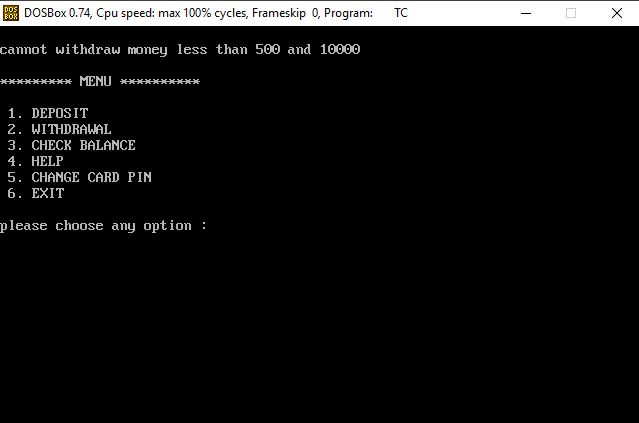 DOS BOX
DOSBox 0.74, Cpu speed: max 100% cycles, Frameskip 0, Program: TC
cannot withdraw money less than 500 and 10000
********* MENU **********
1. DEPOSIT
2. WITHDRAWAL
3. CHECK BALANCE
4. HELP
5. CHANGE CARD PIN
6. EXIT
please choose any option :